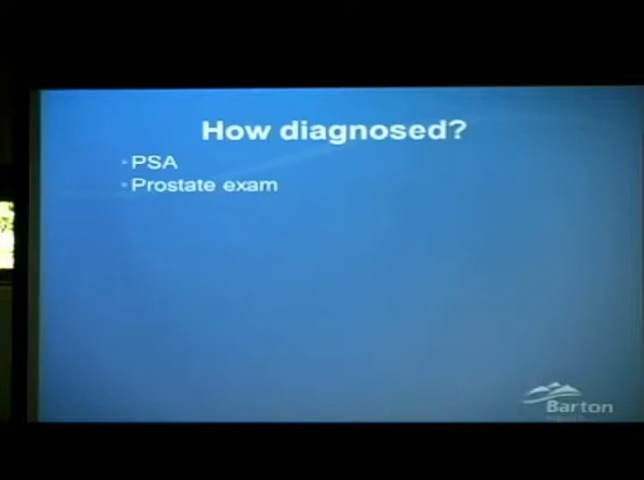 How diagnosed?
• PSA
• Prostate exam
Barton